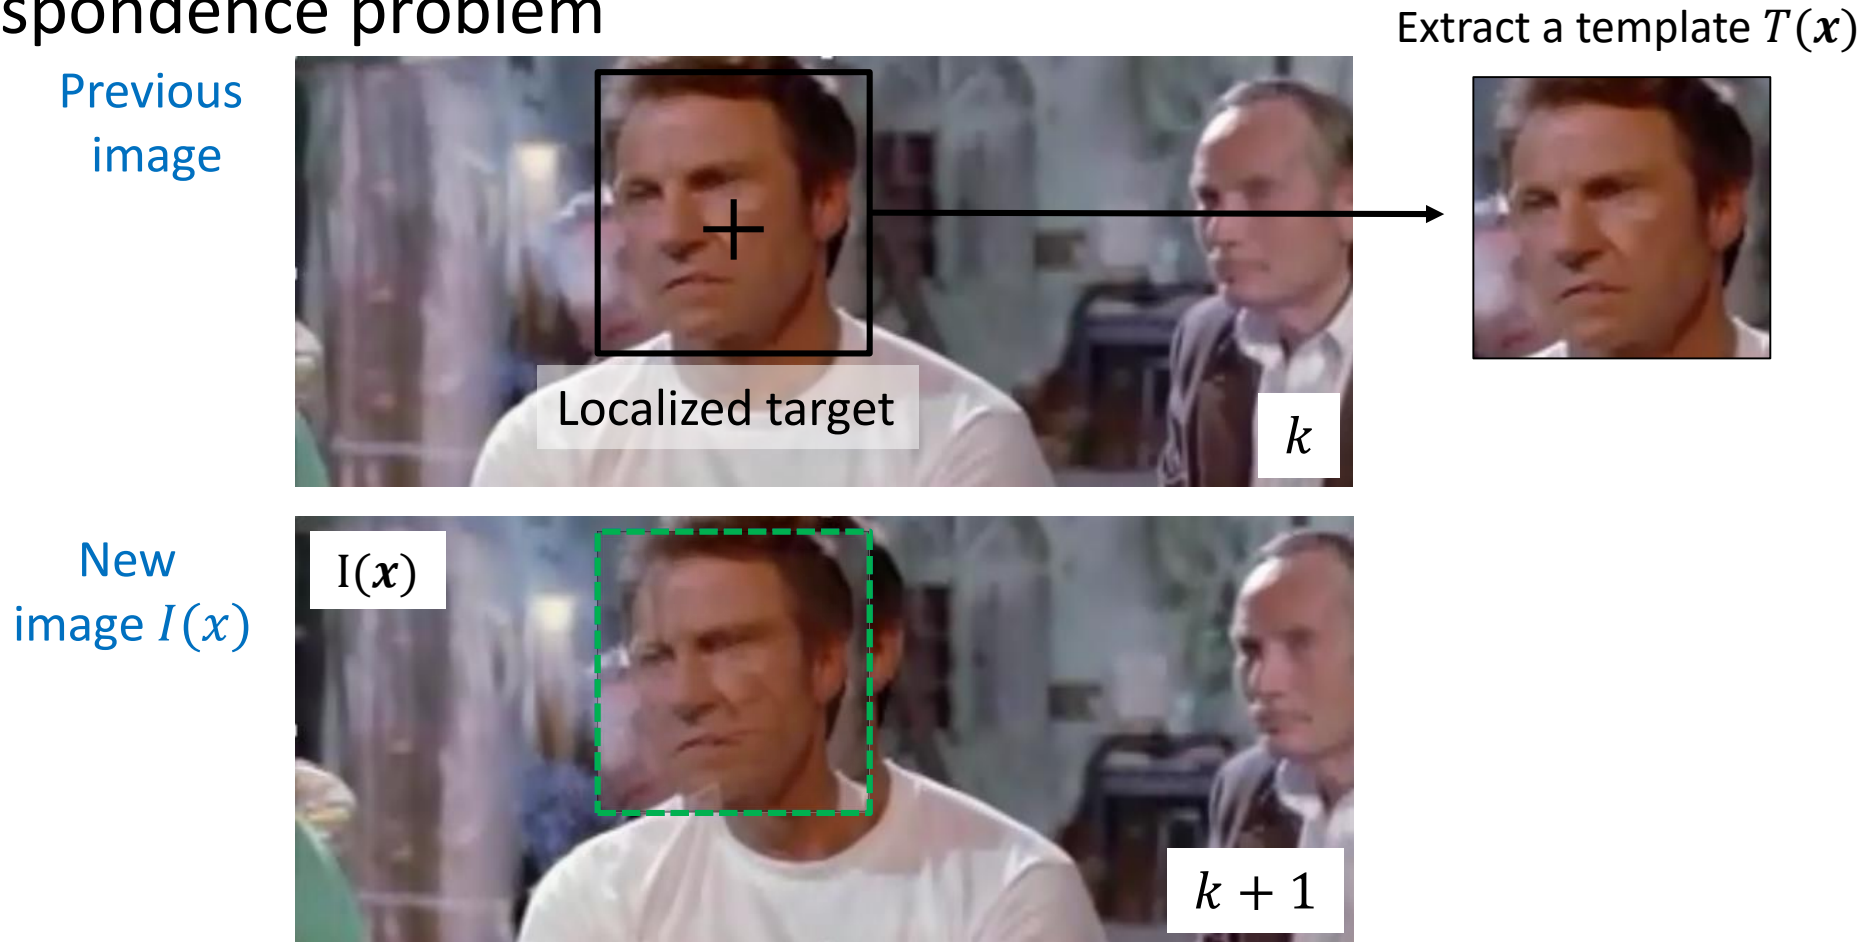 spondence problem
Extract a template T(x)
Previous
image
Localized target
k
New
image I(x)
I(x)
k + 1